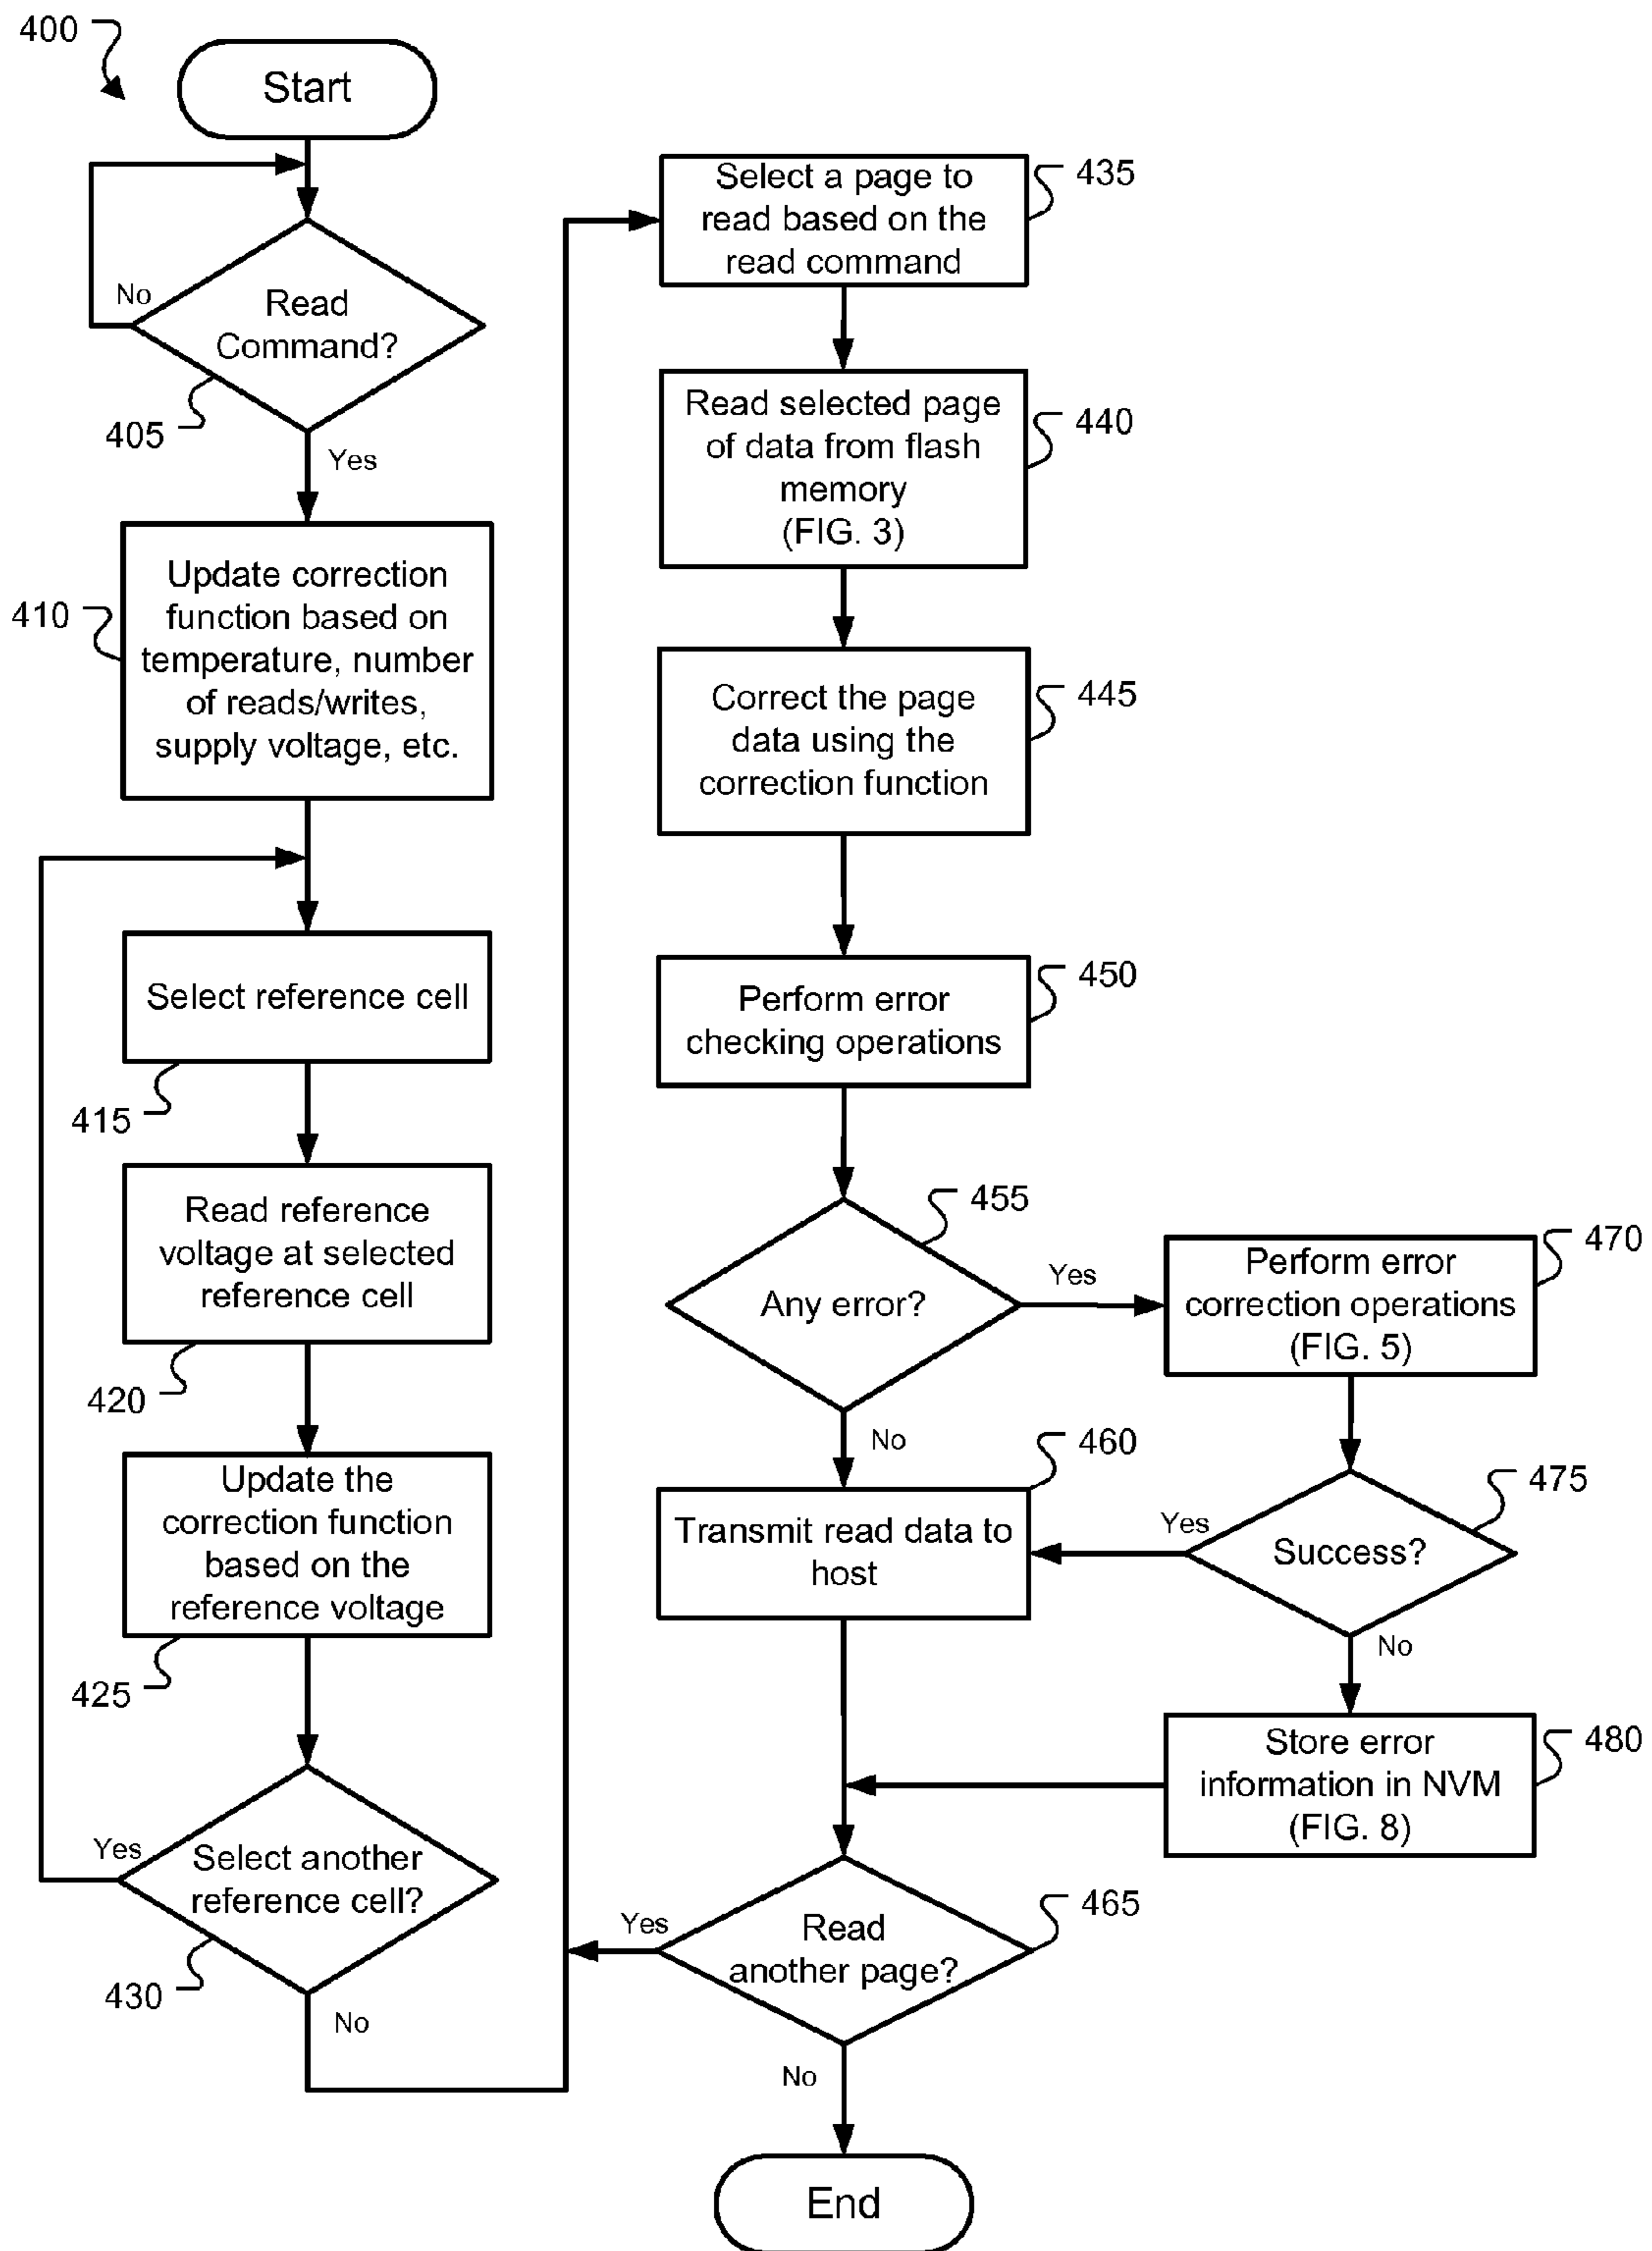 400
Start
No
Read
Command?
405
Yes
410
Update correction
function based on
temperature, number
of reads/writes,
supply voltage, etc.
Select reference cell
415
Read reference
voltage at selected
reference cell
420
Update the
correction function
based on the
reference voltage
425
Yes
Select another
reference cell?
430
No
Select a page to
read based on the
read command
435
Read selected page
of data from flash
memory
(FIG. 3)
440
Correct the page
data using the
correction function
445
Perform error
checking operations
450
455
Any error?
Yes
No
Perform error
correction operations
(FIG. 5)
470
460
Transmit read data to
host
475
Yes
Success?
No
Store error
information in NVM
(FIG. 8)
480
Yes
Read
another page?
465
No
End